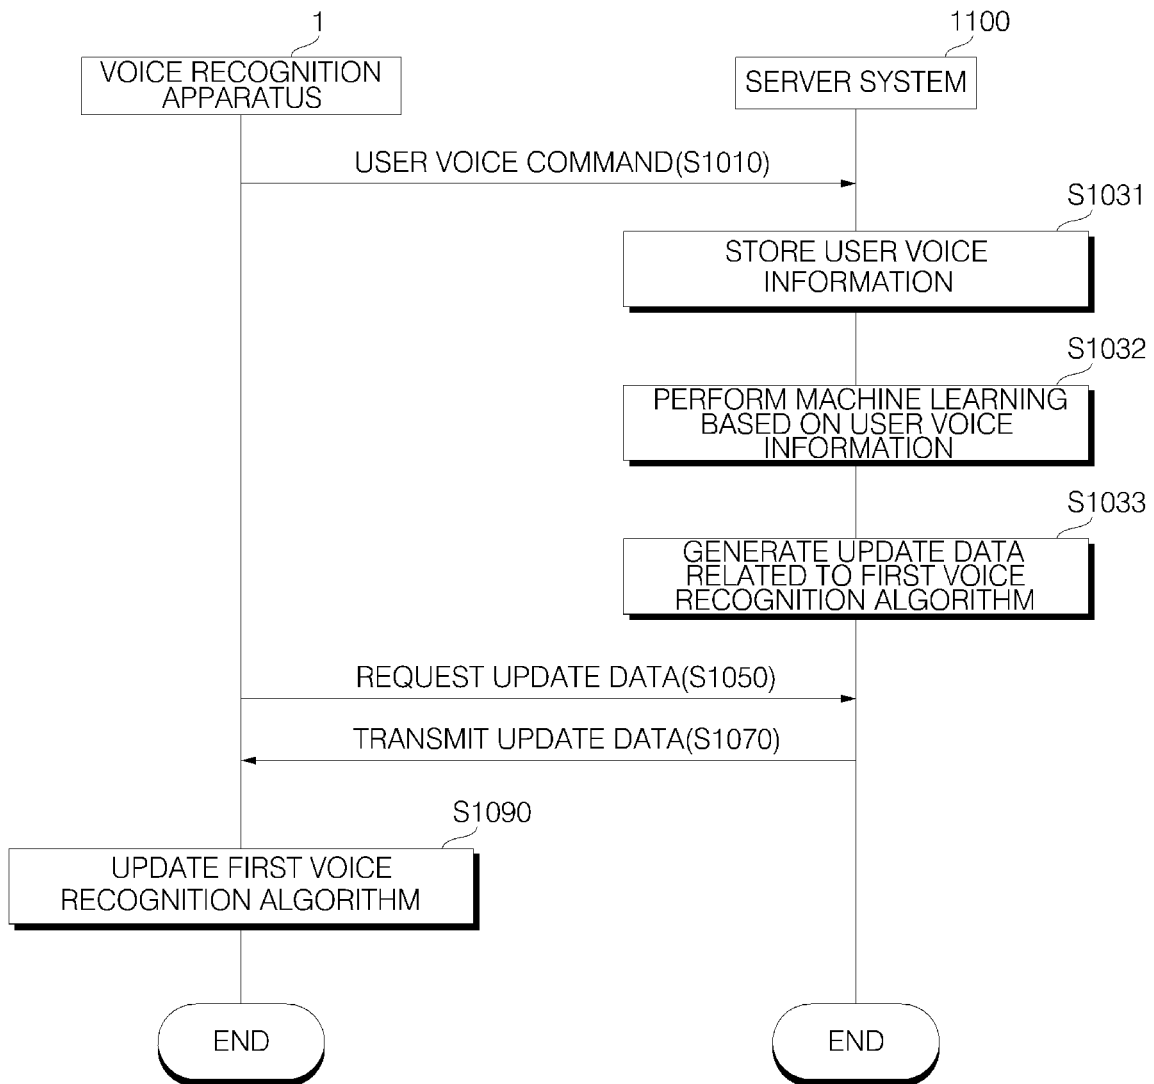 1
1100
VOICE RECOGNITION
APPARATUS
SERVER SYSTEM
USER VOICE COMMAND(S1010)
S1031
STORE USER VOICE
INFORMATION
S1032
PERFORM MACHINE LEARNING
BASED ON USER VOICE
INFORMATION
S1033
GENERATE UPDATE DATA
RELATED TO FIRST VOICE
RECOGNITION ALGORITHM
REQUEST UPDATE DATA(S1050)
TRANSMIT UPDATE DATA(S1070)
S1090
UPDATE FIRST VOICE
RECOGNITION ALGORITHM
END
END